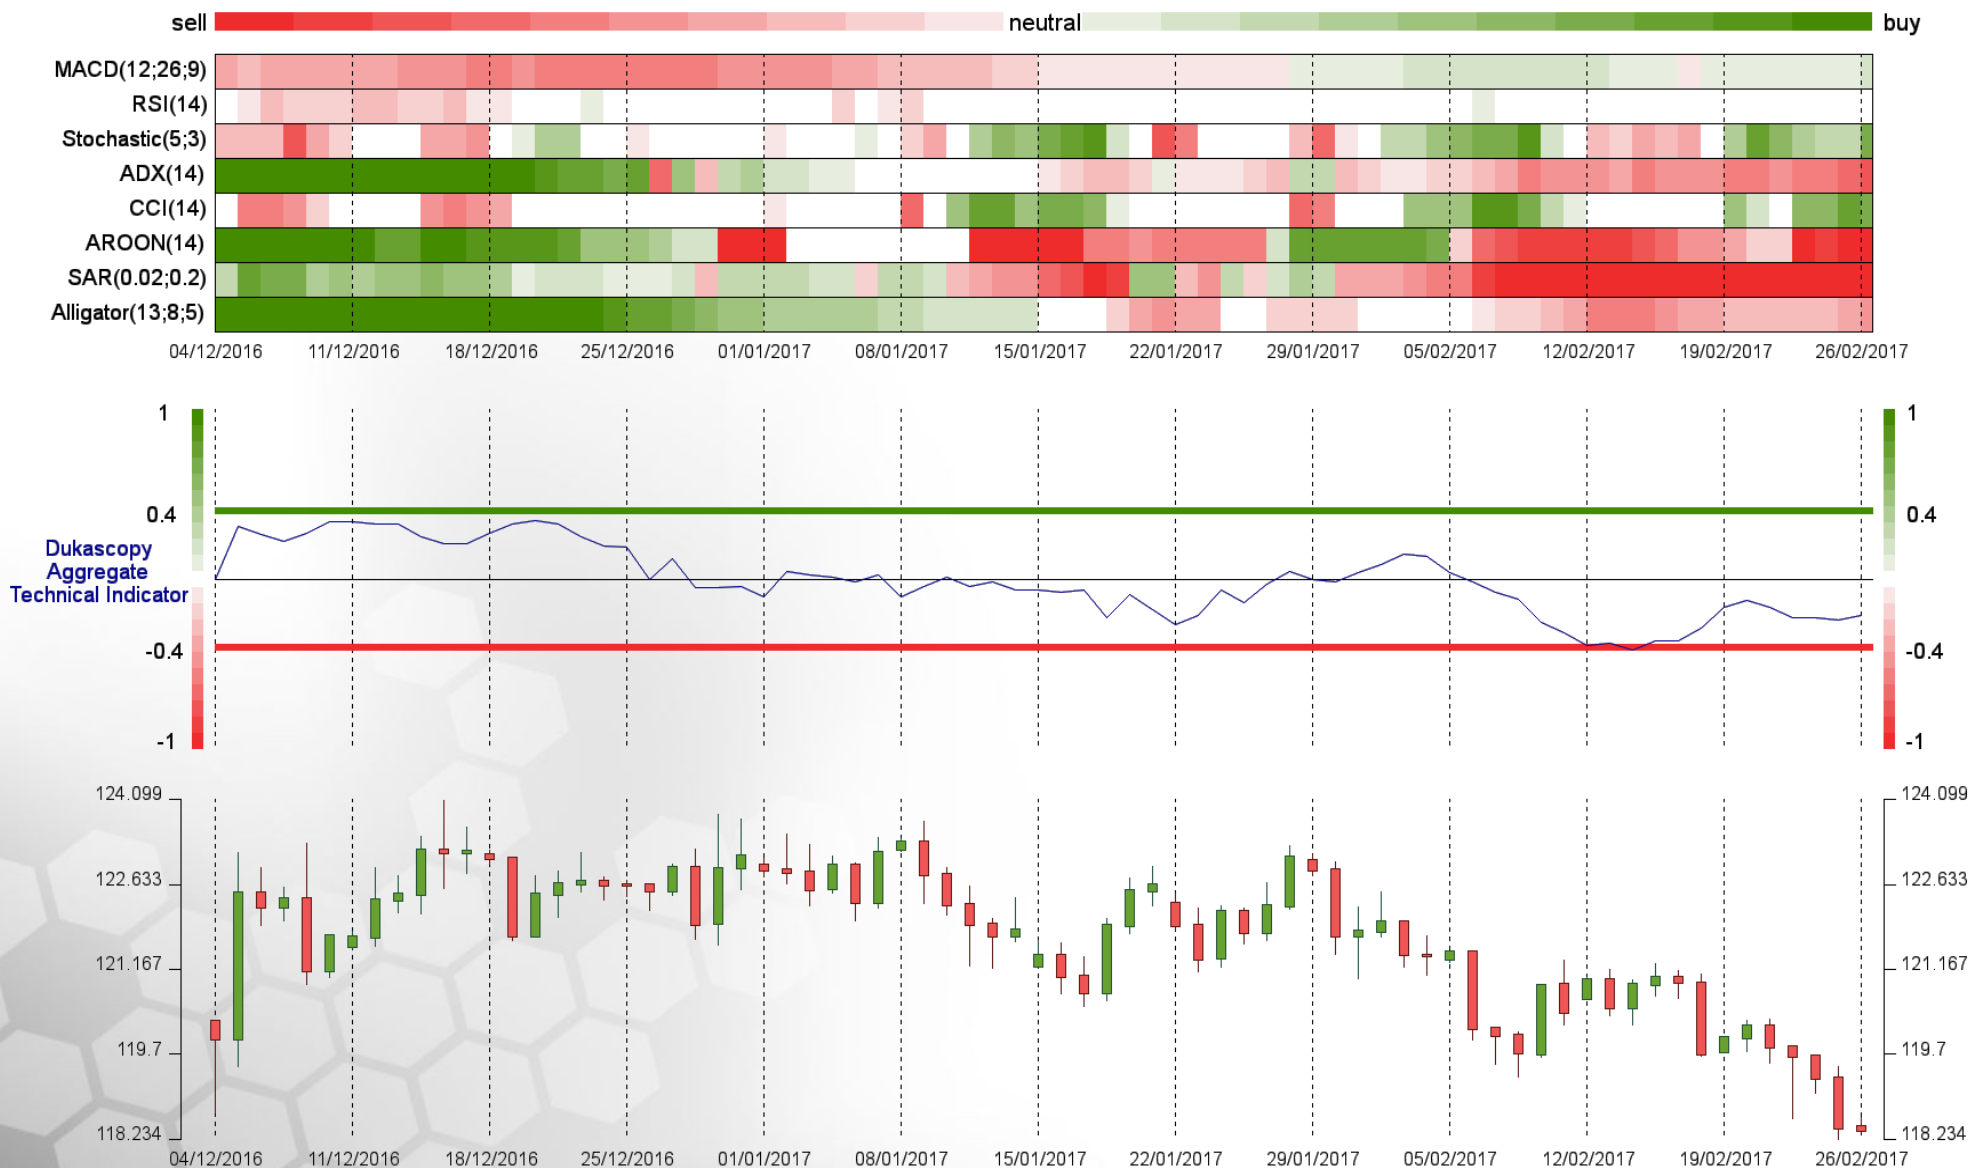 sell neutral buy
MACD(12;26;9)
RSI(14)
Stochastic(5;3)
ADX(14)
CCI(14)
AROON(14)
SAR(0.02;0.2)
Alligator(13;8;5)
04/12/2016 11/12/2016 18/12/2016 25/12/2016 01/01/2017 08/01/2017 15/01/2017 22/01/2017 29/01/2017 05/02/2017 12/02/2017 19/02/2017 26/02/2017
1 1
0.4 0.4
Dukascopy
Aggregate
Technical Indicator
-0.4 -0.4
-1 -1
124.099 124.099
122.633 122.633
121.167 121.167
119.7 119.7
118.234 118.234
04/12/2016 11/12/2016 18/12/2016 25/12/2016 01/01/2017 08/01/2017 15/01/2017 22/01/2017 29/01/2017 05/02/2017 12/02/2017 19/02/2017 26/02/2017